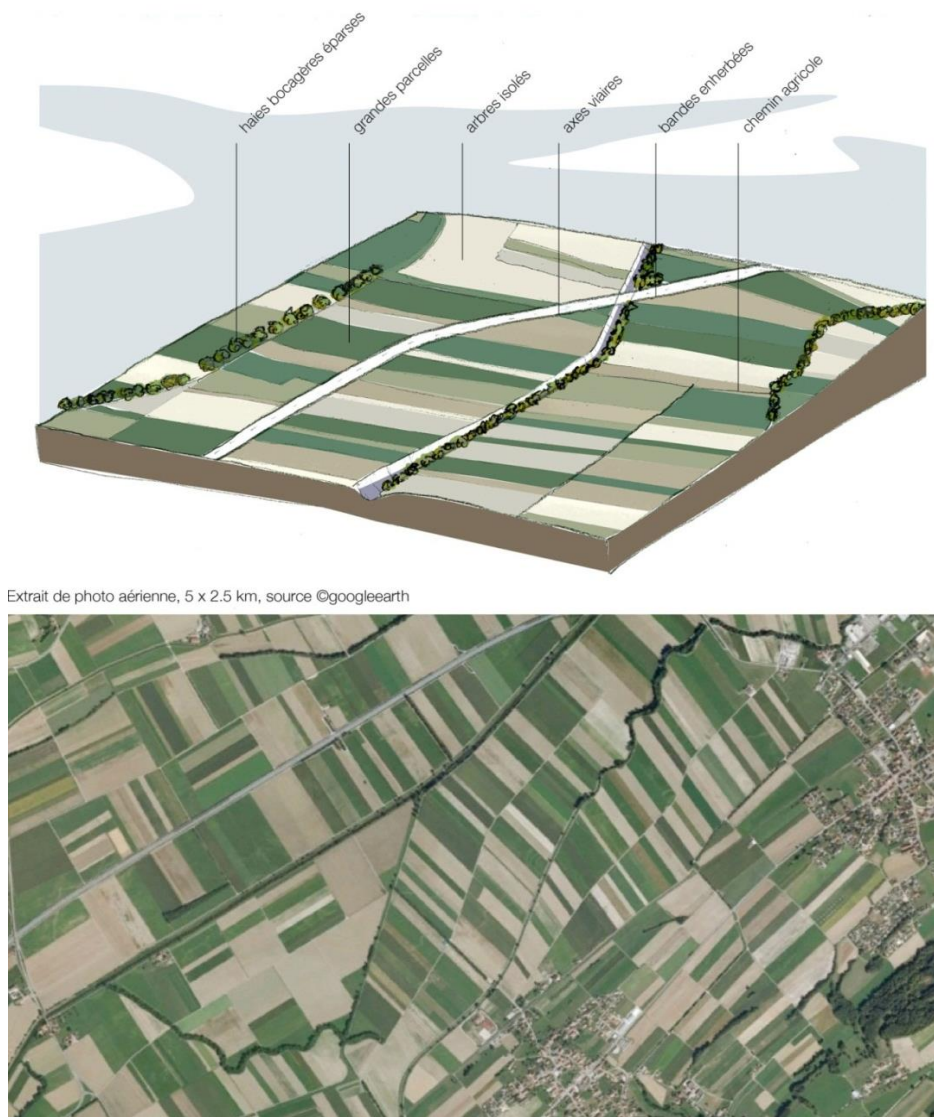 haies bocagères éparses
grandes parcelles
arbres isolés
axes viaires
bandes enherbées
chemin agricole
Extrait de photo aérienne, 5 x 2.5 km, source ©googleearth